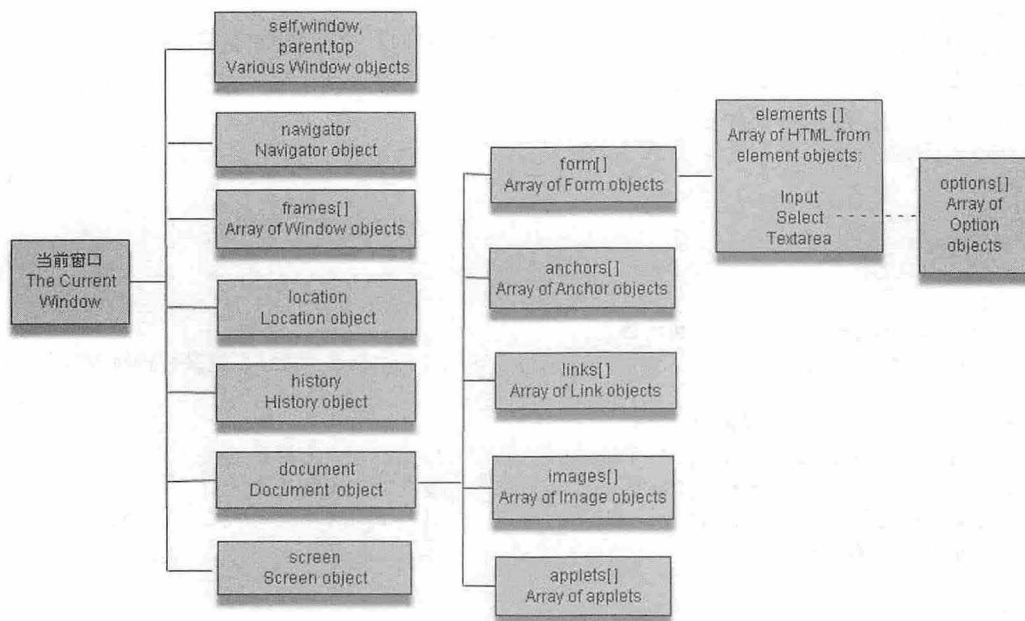 self,window,
parent,top
Various Window objects
navigator
Navigator object
frames[]
Array of Window objects
当前窗口
The Current
Window
location
Location object
history
History object
document
Document object
screen
Screen object
form[]
Array of Form objects
anchors[]
Array of Anchor objects
links[]
Array of Link objects
images[]
Array of Image objects
applets[]
Array of applets
elements []
Array of HTML from
element objects:
Input
Select
Textarea
options[]
Array of
Option
objects